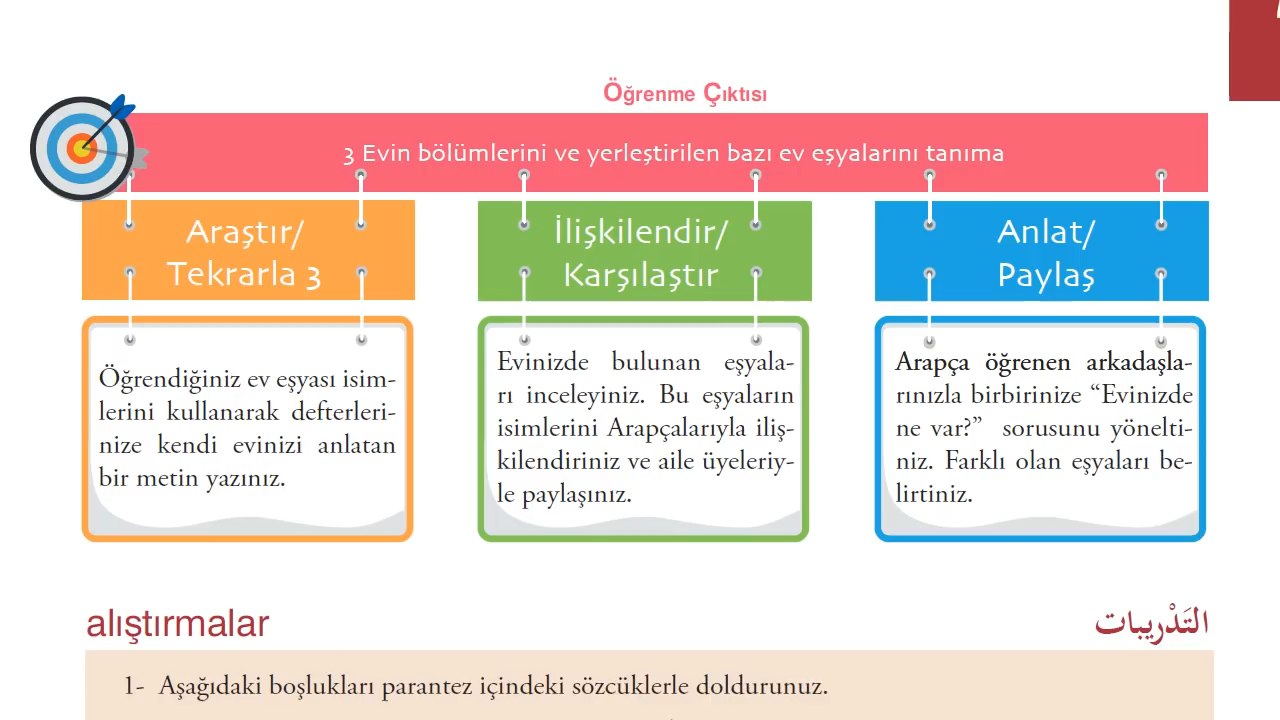 Öğrenme Çıktısı
3 Evin bölümlerini ve yerleştirilen bazı ev eşyalarını tanıma
Araştır/
Tekrarla 3
Öğrendiğiniz ev eşyası isim-
lerini kullanarak defterleri-
nize kendi evinizi anlatan
bir metin yazınız.
İlişkilendir/
Karşılaştır
Evinizde bulunan eşyala-
rı inceleyiniz. Bu eşyaların
isimlerini Arapçalarıyla iliş-
kilendiriniz ve aile üyeleriy-
le paylaşınız.
Anlat/
Paylaş
Arapça öğrenen arkadaşla-
rınızla birbirinize “Evinizde
ne var?” sorusunu yönelti-
niz. Farklı olan eşyaları be-
lirtiniz.
alıştırmalar
التَدْرِيبات
1- Aşağıdaki boşlukları parantez içindeki sözcüklerle doldurunuz.